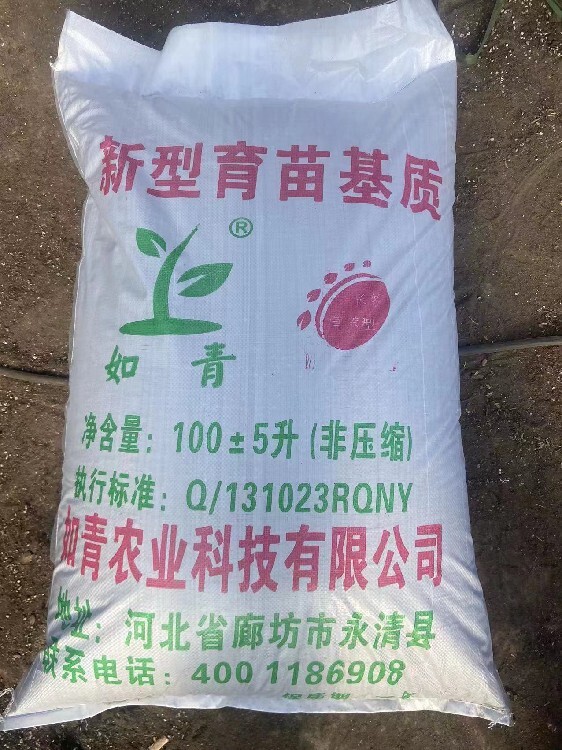 新型育苗基质
®
如青
净含量：100±5升(非压缩)
执行标准：Q/131023RQNY
如青农业科技有限公司
地址：河北省廊坊市永清县
联系电话：400 1186908